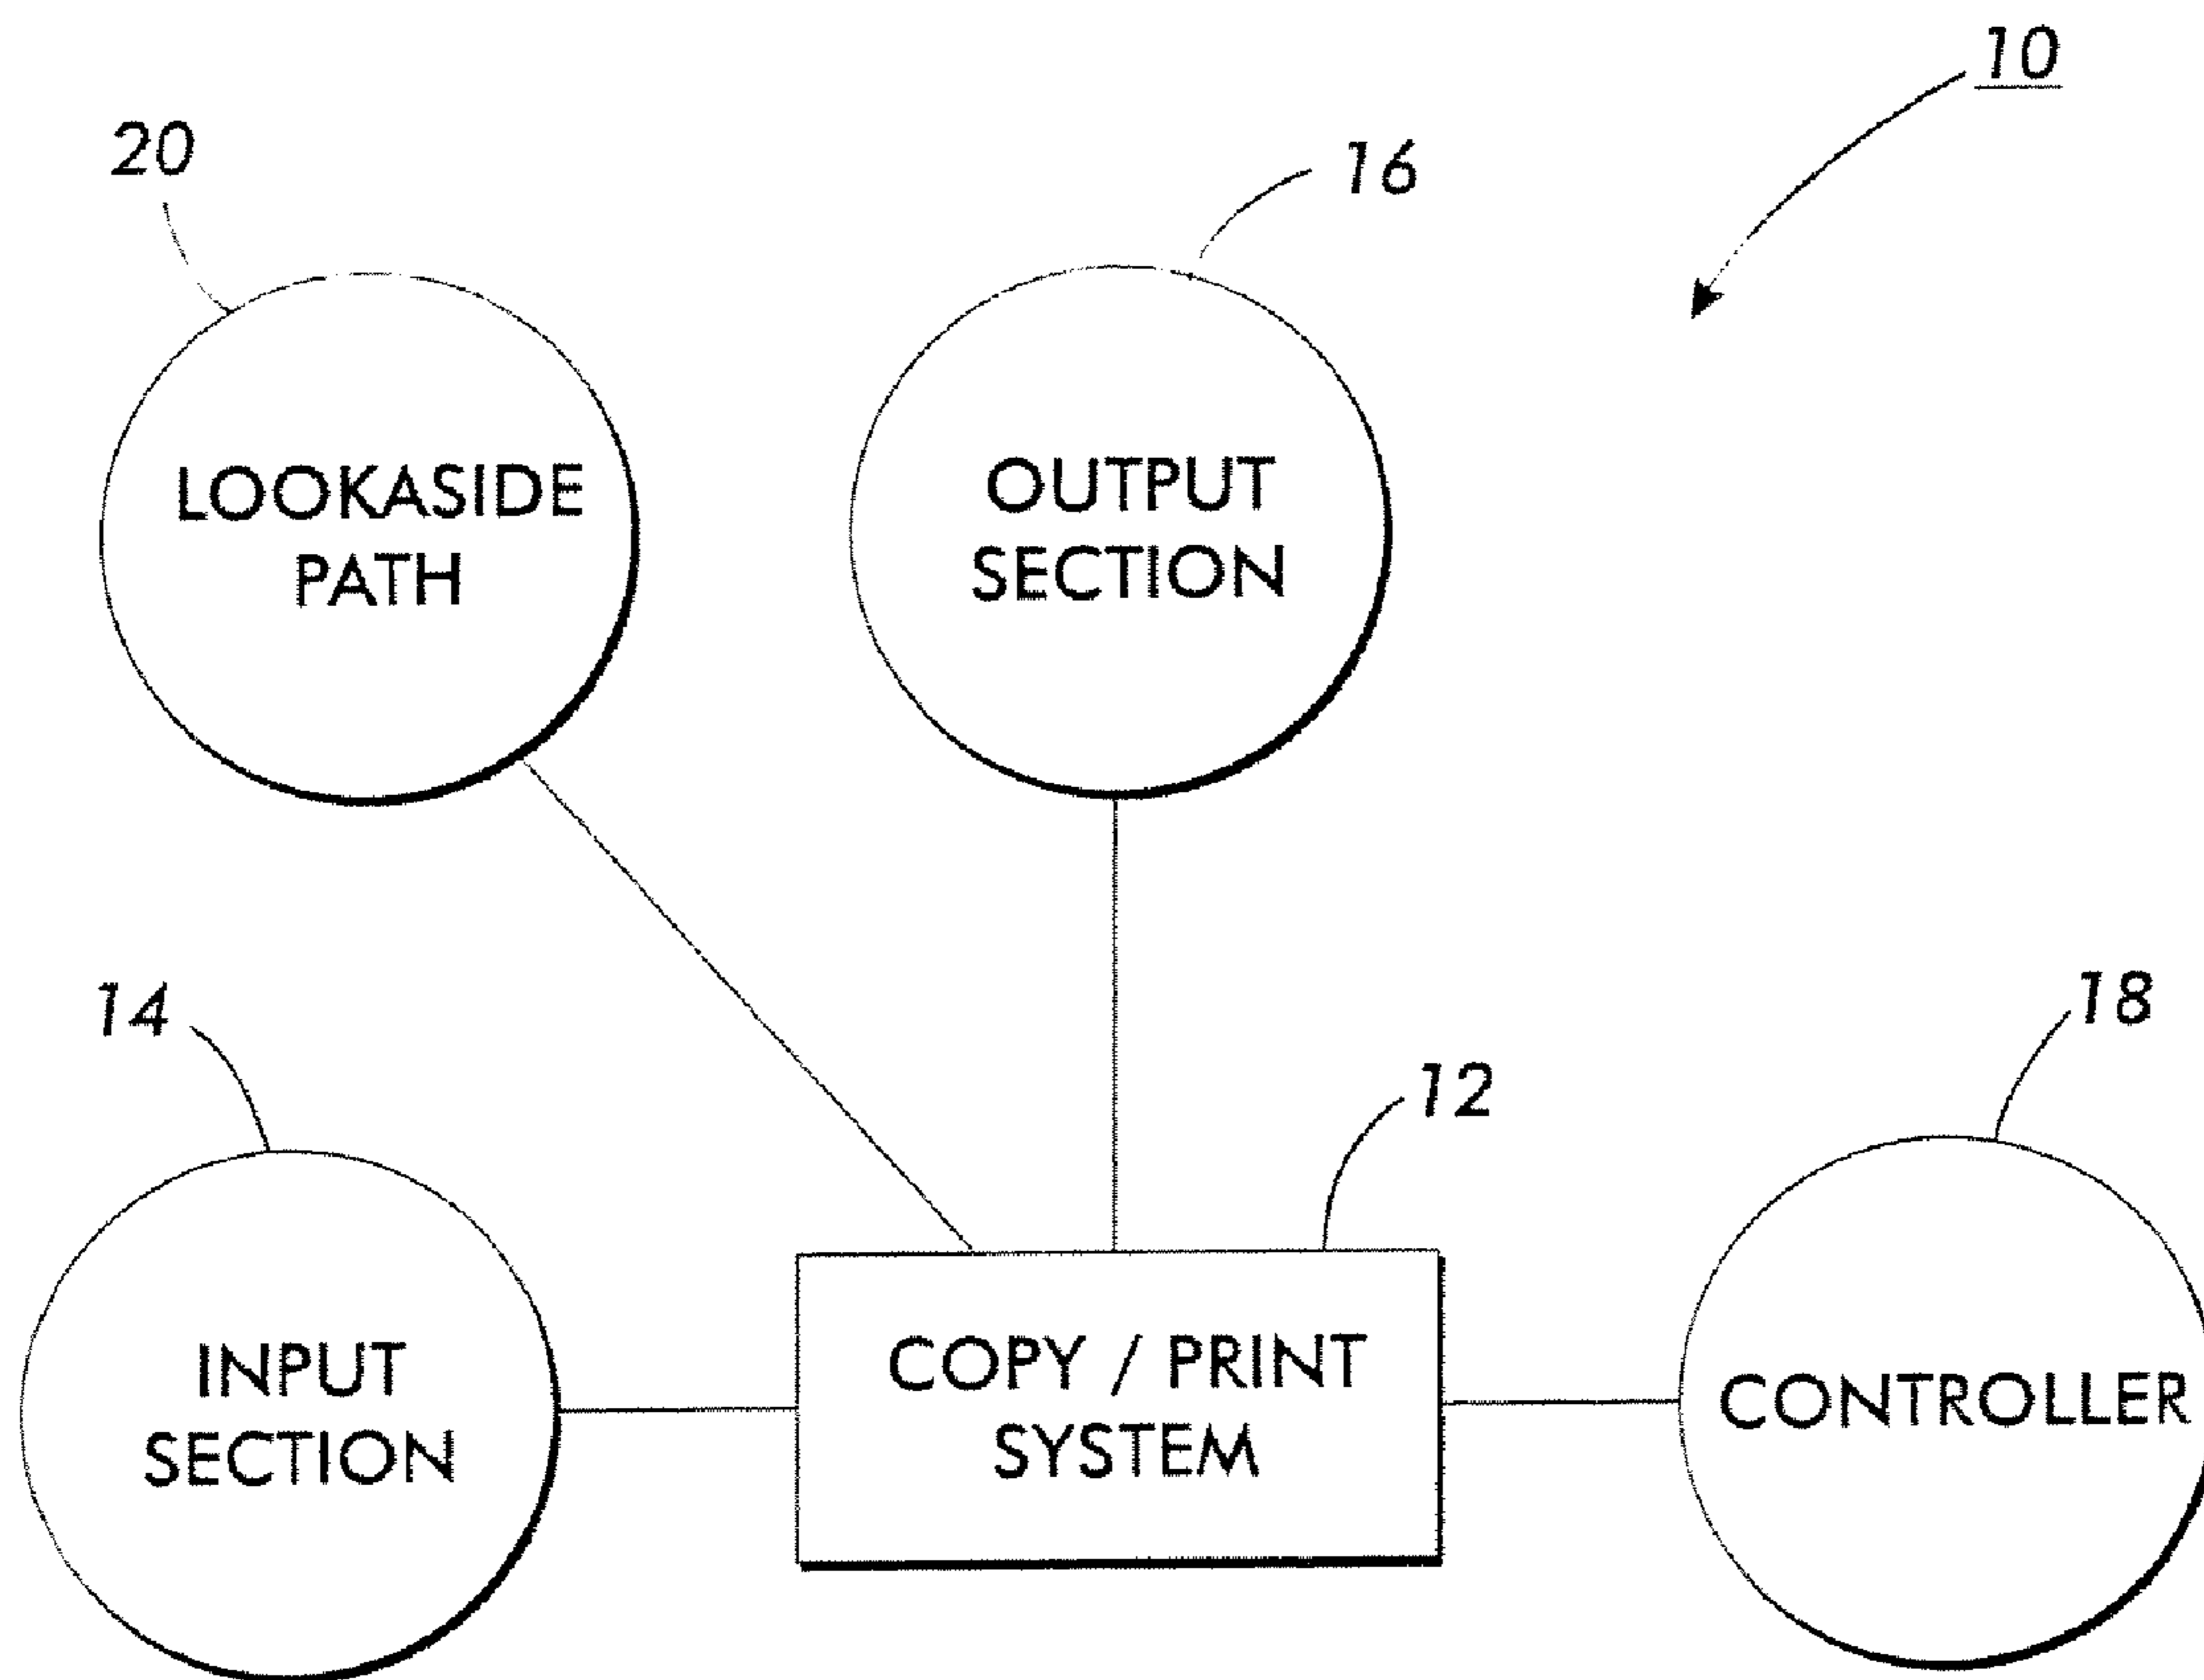 10
20
16
LOOKASIDE
PATH
OUTPUT
SECTION
14
18
12
INPUT
SECTION
COPY / PRINT
SYSTEM
CONTROLLER